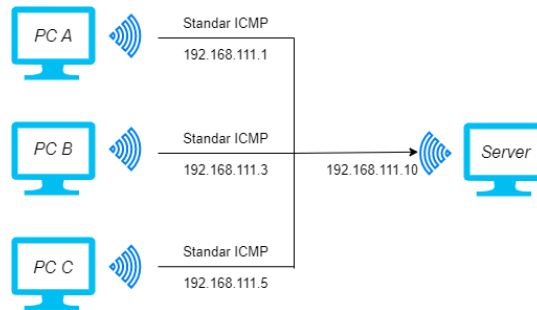 PC A
Standar ICMP
192.168.111.1
PC B
Standar ICMP
192.168.111.3
192.168.111.10
Server
PC C
Standar ICMP
192.168.111.5